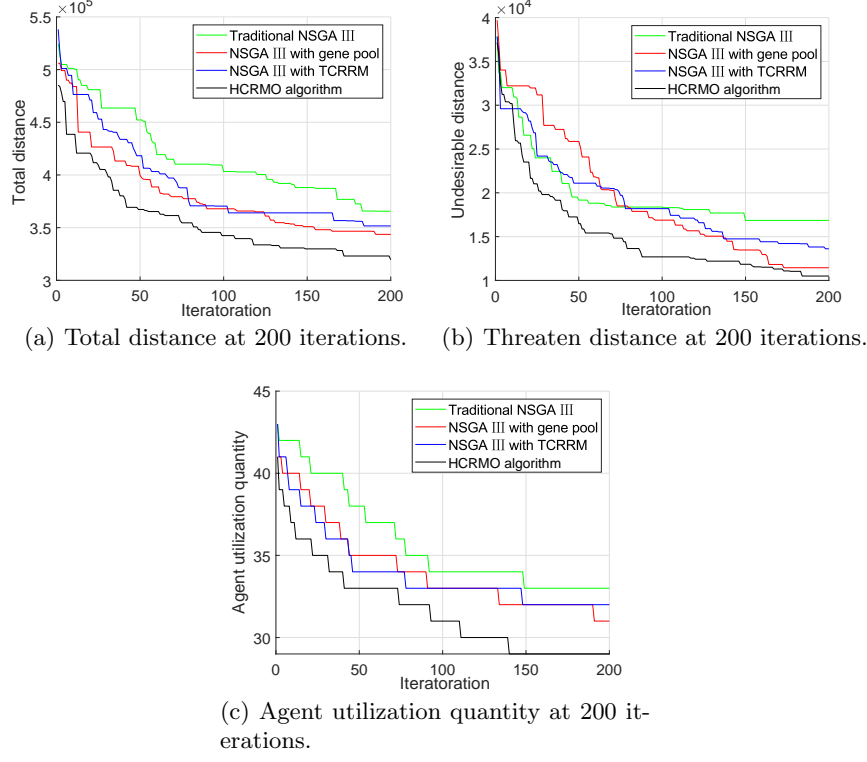 ×10⁵
5.5
5
4.5
4
3.5
3
0 50 100 150 200
Total distance
Iteratoration
Traditional NSGA III
NSGA III with gene pool
NSGA III with TCRRM
HCRMO algorithm
(a) Total distance at 200 iterations.
×10⁴
4
3.5
3
2.5
2
1.5
1
0 50 100 150 200
Undesirable distance
Iteratoration
Traditional NSGA III
NSGA III with gene pool
NSGA III with TCRRM
HCRMO algorithm
(b) Threaten distance at 200 iterations.
45
40
35
30
0 50 100 150 200
Agent utilization quantity
Iteratoration
Traditional NSGA III
NSGA III with gene pool
NSGA III with TCRRM
HCRMO algorithm
(c) Agent utilization quantity at 200 it-
erations.